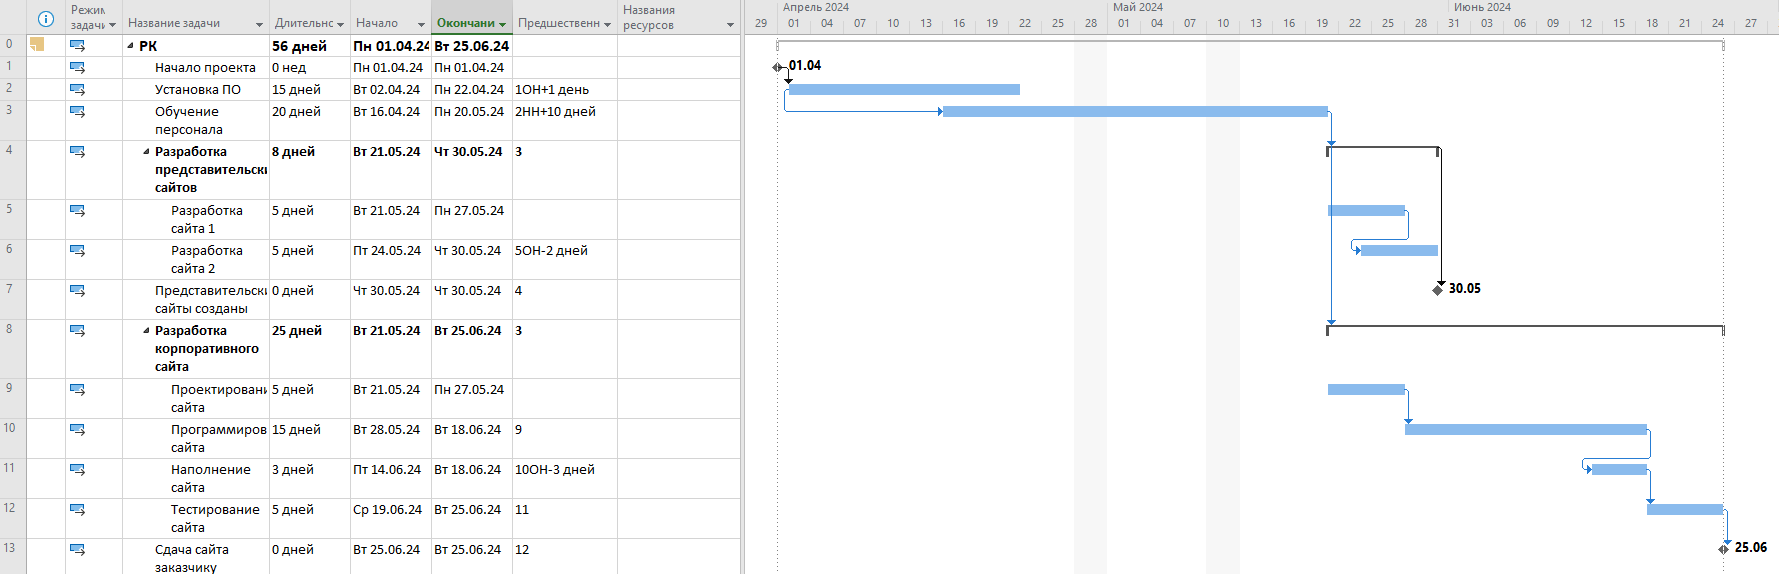 Режим задачи Название задачи Длительнс Начало Окончани Предшественн Названия ресурсов
Апрель 2024 Май 2024 Июнь 2024
29 01 04 07 10 13 16 19 22 25 28 01 04 07 10 13 16 19 22 25 28 31 03 06 09 12 15 18 21 24 27
0 РК 56 дней Пн 01.04.24 Вт 25.06.24
1 Начало проекта 0 нед Пн 01.04.24 Пн 01.04.24 01.04
2 Установка ПО 15 дней Вт 02.04.24 Пн 22.04.24 1ОН+1 день
3 Обучение персонала 20 дней Вт 16.04.24 Пн 20.05.24 2НН+10 дней
4 Разработка представительски сайтов 8 дней Вт 21.05.24 Чт 30.05.24 3
5 Разработка сайта 1 5 дней Вт 21.05.24 Пн 27.05.24
6 Разработка сайта 2 5 дней Пт 24.05.24 Чт 30.05.24 5ОН-2 дней
7 Представительски сайты созданы 0 дней Чт 30.05.24 Чт 30.05.24 4 30.05
8 Разработка корпоративного сайта 25 дней Вт 21.05.24 Вт 25.06.24 3
9 Проектировани сайта 5 дней Вт 21.05.24 Пн 27.05.24
10 Программиров сайта 15 дней Вт 28.05.24 Вт 18.06.24 9
11 Наполнение сайта 3 дней Пт 14.06.24 Вт 18.06.24 10ОН-3 дней
12 Тестирование сайта 5 дней Ср 19.06.24 Вт 25.06.24 11
13 Сдача сайта заказчику 0 дней Вт 25.06.24 Вт 25.06.24 12 25.06